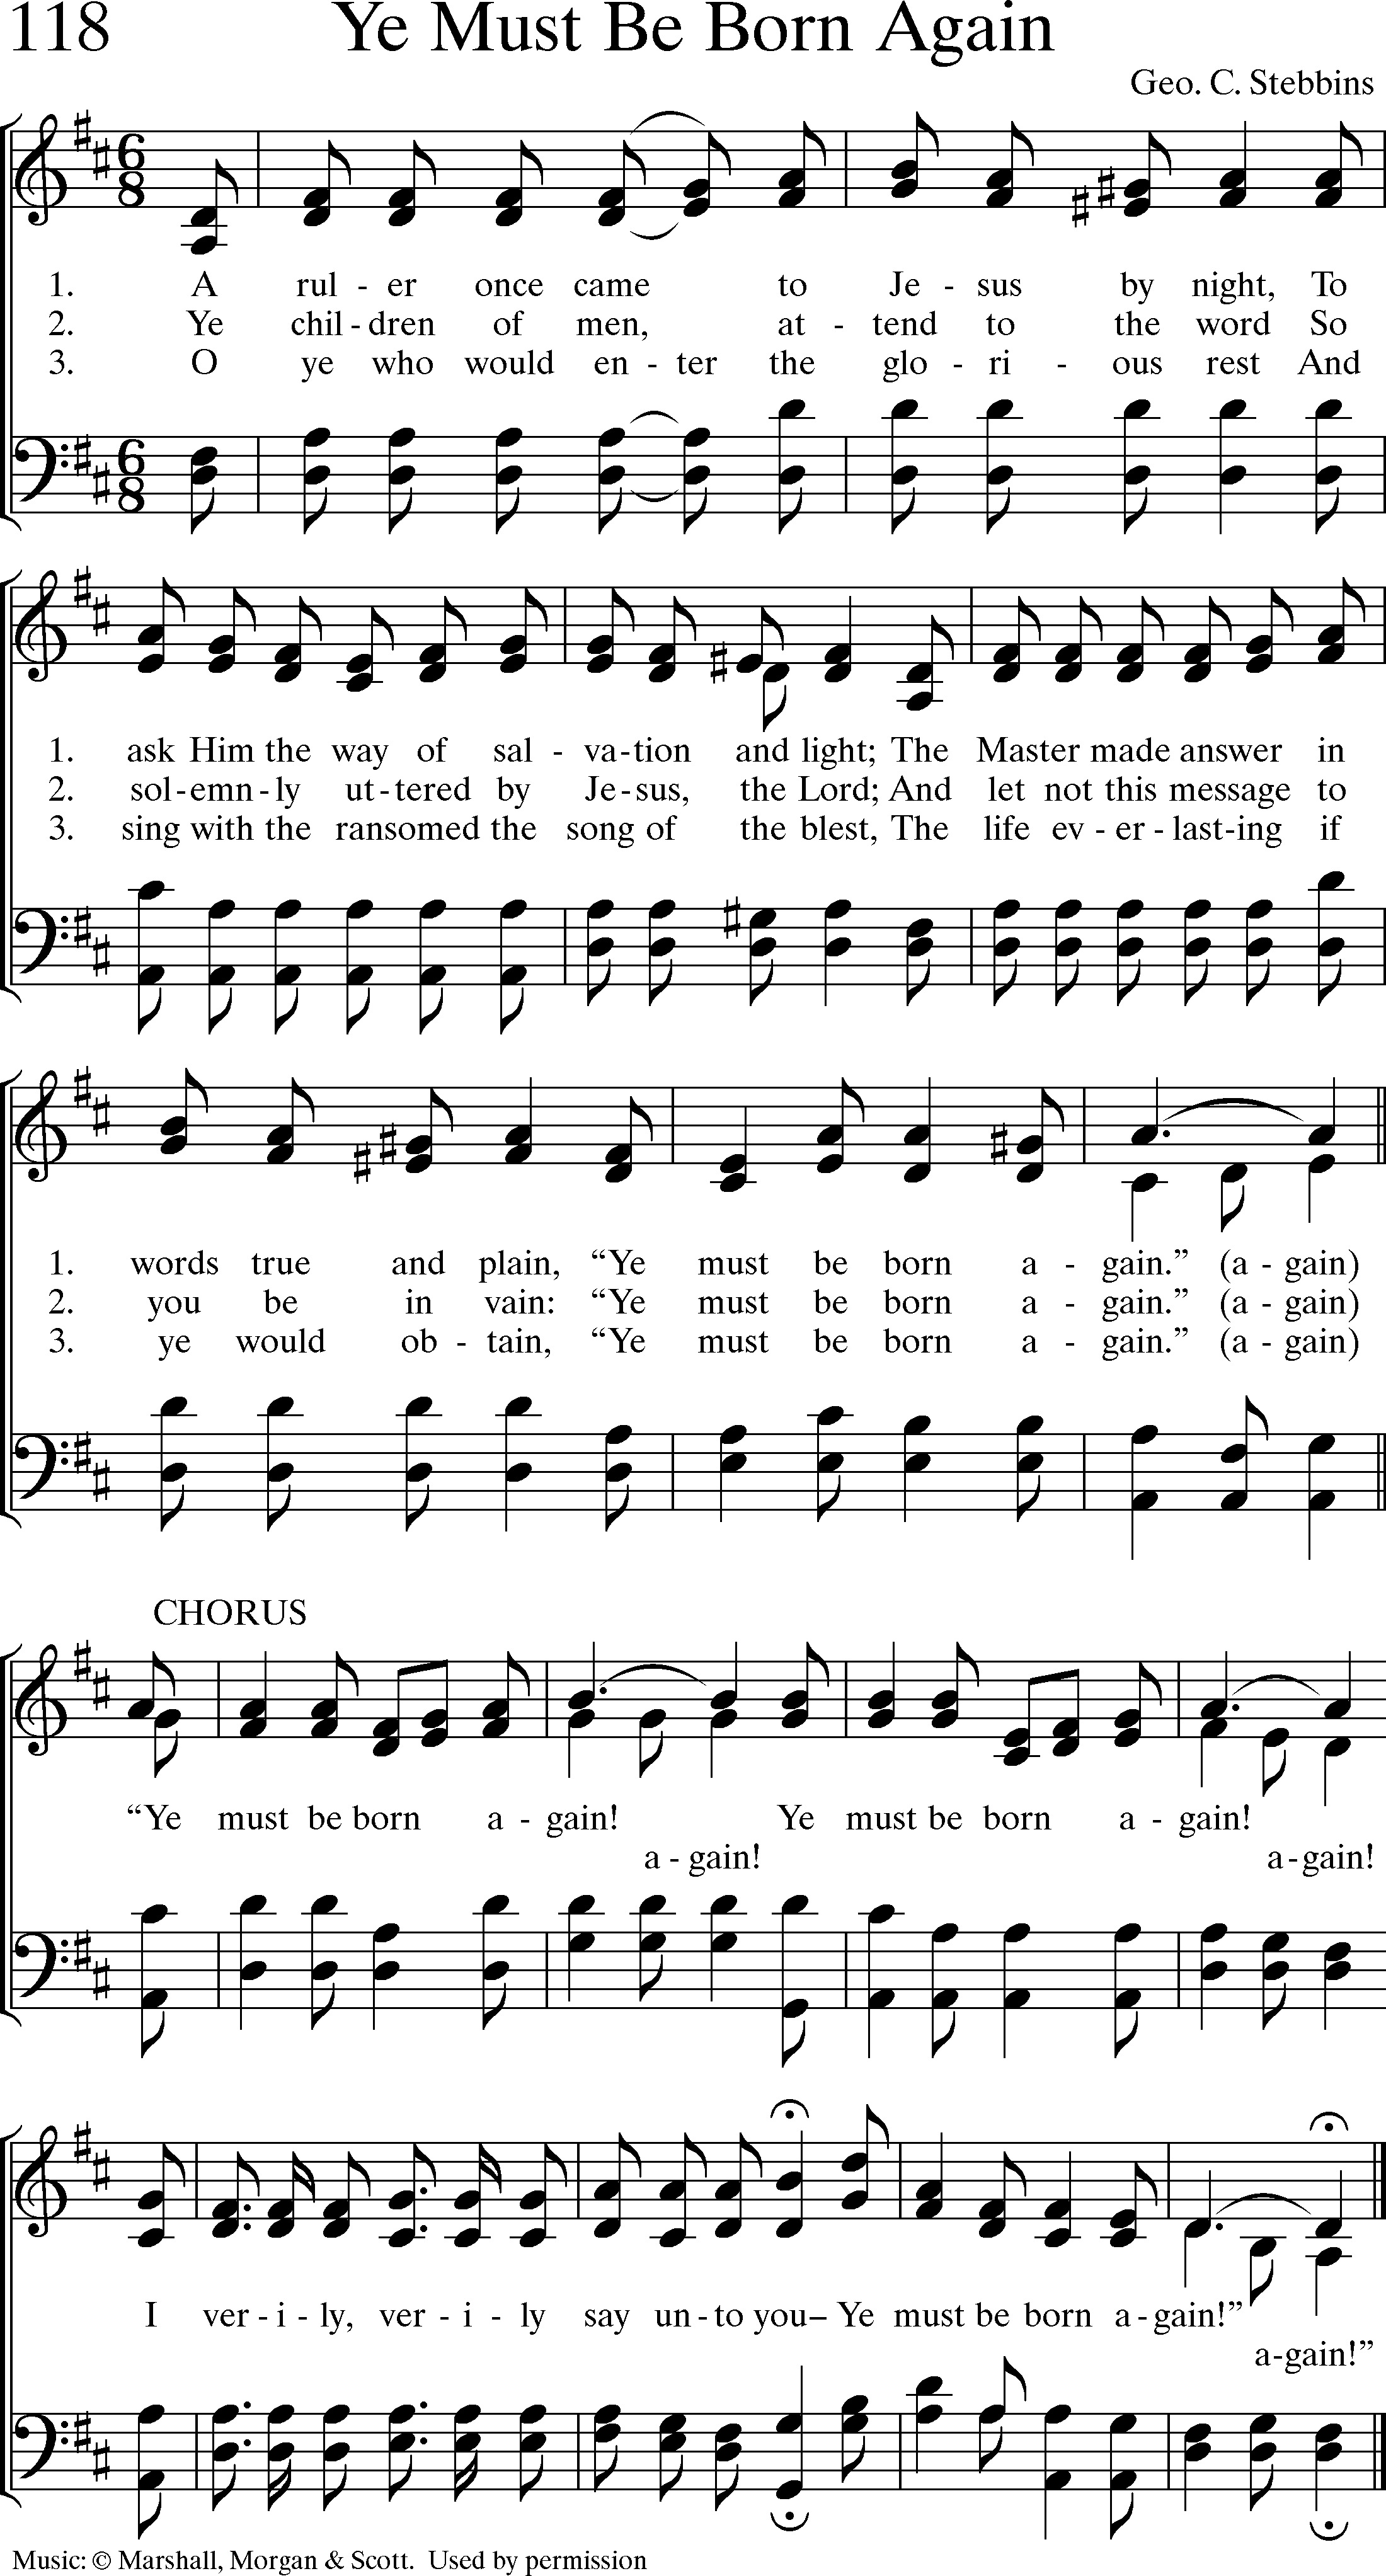 118 Ye Must Be Born Again
Geo. C. Stebbins
1. A rul - er once came to Je - sus by night, To
2. Ye chil - dren of men, at - tend to the word So
3. O ye who would en - ter the glo - ri - ous rest And
1. ask Him the way of sal - va - tion and light; The Master made answer in
2. sol - emn - ly ut - tered by Je - sus, the Lord; And let not this message to
3. sing with the ransomed the song of the blest, The life ev - er - last - ing if
1. words true and plain, “Ye must be born a - gain.” (a - gain)
2. you be in vain: “Ye must be born a - gain.” (a - gain)
3. ye would ob - tain, “Ye must be born a - gain.” (a - gain)
CHORUS
“Ye must be born a - gain! Ye must be born a - gain!
a - gain! a - gain!
I ver - i - ly, ver - i - ly say un - to you– Ye must be born a - gain!”
a - gain!”
Music: © Marshall, Morgan & Scott. Used by permission